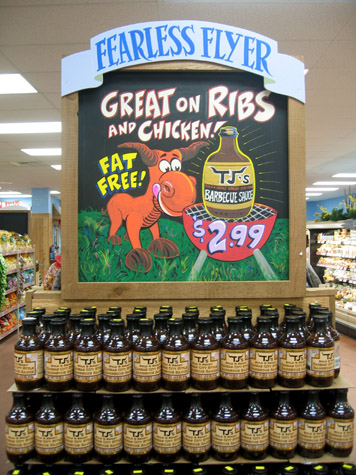 FEARLESS FLYER
GREAT ON RIBS
AND CHICKEN!
FAT
FREE!
TJ's
BARBECUE SAUCE
$2.99